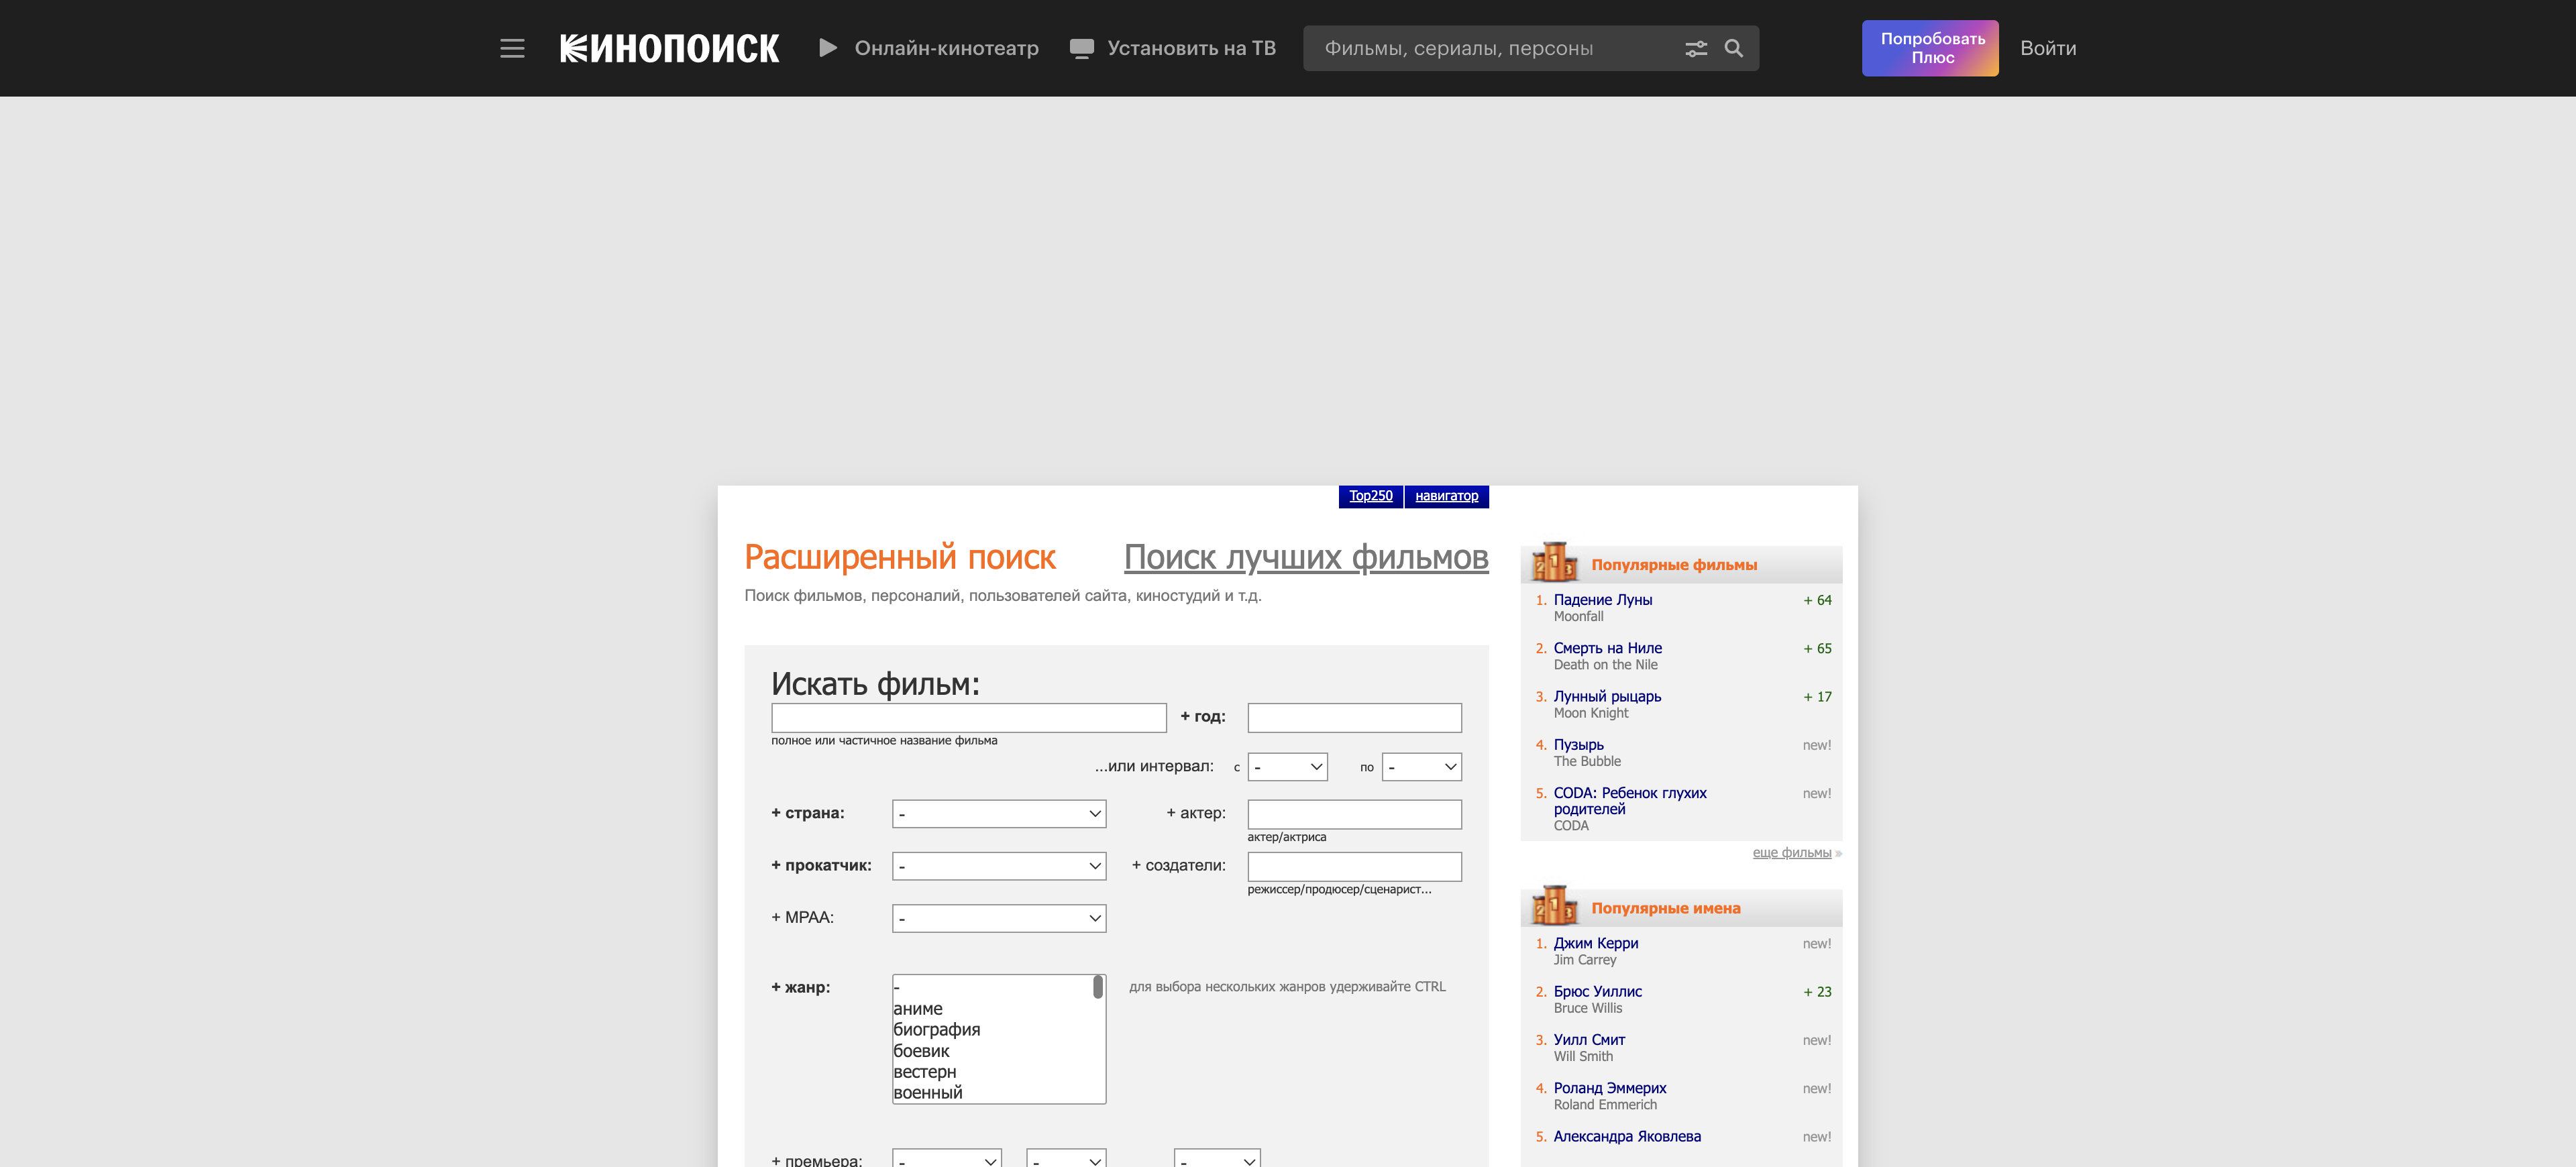 КИНОПОИСК
Онлайн-кинотеатр
Установить на ТВ
Фильмы, сериалы, персоны
Попробовать
Плюс
Войти
Top250
навигатор
Расширенный поиск
Поиск лучших фильмов
Поиск фильмов, персоналий, пользователей сайта, киностудий и т.д.
Искать фильм:
+ год:
полное или частичное название фильма
...или интервал: с - по -
+ страна: -
+ актер:
актер/актриса
+ прокатчик: -
+ создатели:
режиссер/продюсер/сценарист...
+ MPAA: -
+ жанр:
-
аниме
биография
боевик
вестерн
военный
для выбора нескольких жанров удерживайте CTRL
+ премьера: - - -
Популярные фильмы
1. Падение Луны + 64
Moonfall
2. Смерть на Ниле + 65
Death on the Nile
3. Лунный рыцарь + 17
Moon Knight
4. Пузырь new!
The Bubble
5. CODA: Ребенок глухих new!
родителей
CODA
еще фильмы »
Популярные имена
1. Джим Керри new!
Jim Carrey
2. Брюс Уиллис + 23
Bruce Willis
3. Уилл Смит new!
Will Smith
4. Роланд Эммерих new!
Roland Emmerich
5. Александра Яковлева new!